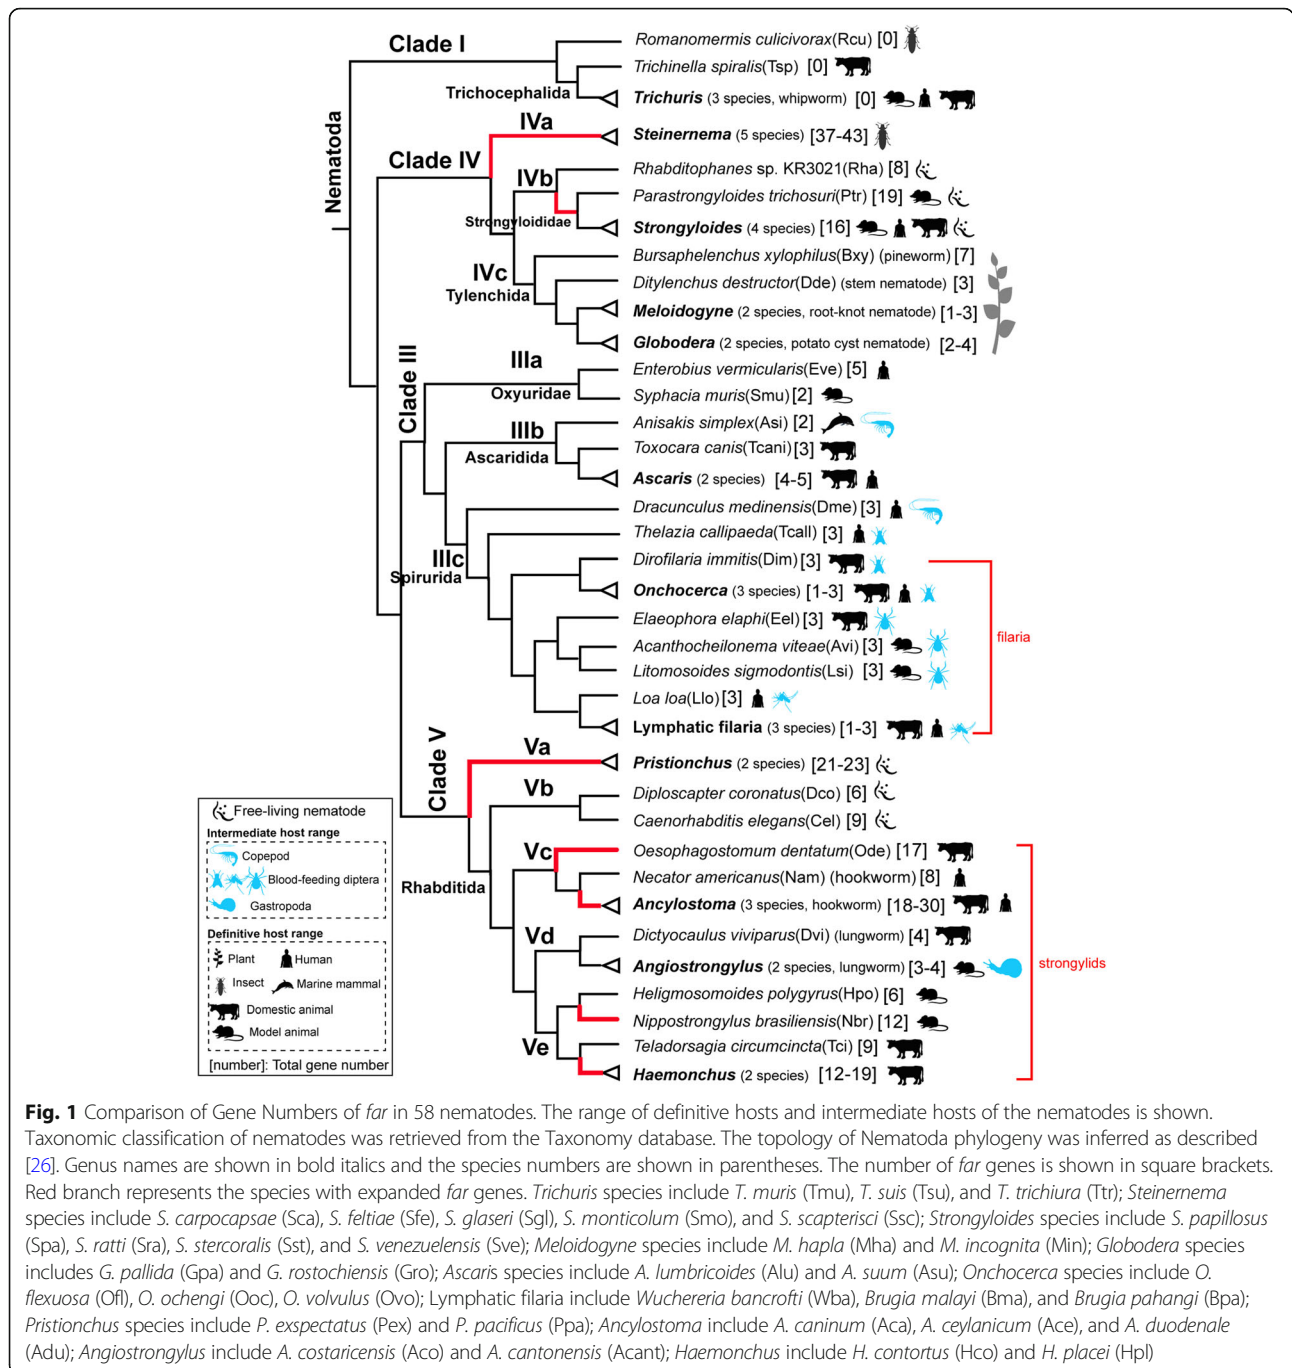 Nematoda
Clade I
Trichocephalida
Romanomermis culicivorax(Rcu) [0]
Trichinella spiralis(Tsp) [0]
Trichuris (3 species, whipworm) [0]
Clade IV
IVa
Steinernema (5 species) [37-43]
IVb
Strongyloididae
Rhabditophanes sp. KR3021(Rha) [8]
Parastrongyloides trichosuri(Ptr) [19]
Strongyloides (4 species) [16]
IVc
Tylenchida
Bursaphelenchus xylophilus(Bxy) (pineworm) [7]
Ditylenchus destructor(Dde) (stem nematode) [3]
Meloidogyne (2 species, root-knot nematode) [1-3]
Globodera (2 species, potato cyst nematode) [2-4]
Clade III
IIIa
Oxyuridae
Enterobius vermicularis(Eve) [5]
Syphacia muris(Smu) [2]
IIIb
Ascaridida
Anisakis simplex(Asi) [2]
Toxocara canis(Tcani) [3]
Ascaris (2 species) [4-5]
IIIc
Spirurida
Dracunculus medinensis(Dme) [3]
Thelazia callipaeda(Tcall) [3]
Dirofilaria immitis(Dim) [3]
Onchocerca (3 species) [1-3]
Elaeophora elaphi(Eel) [3]
Acanthocheilonema viteae(Avi) [3]
Litomosoides sigmodontis(Lsi) [3]
Loa loa(Llo) [3]
Lymphatic filaria (3 species) [1-3]
filaria
Clade V
Va
Pristionchus (2 species) [21-23]
Rhabditida
Vb
Diploscapter coronatus(Dco) [6]
Caenorhabditis elegans(Cel) [9]
Vc
Oesophagostomum dentatum(Ode) [17]
Necator americanus(Nam) (hookworm) [8]
Ancylostoma (3 species, hookworm) [18-30]
Vd
Dictyocaulus viviparus(Dvi) (lungworm) [4]
Angiostrongylus (2 species, lungworm) [3-4]
Ve
Heligmosomoides polygyrus(Hpo) [6]
Nippostrongylus brasiliensis(Nbr) [12]
Teladorsagia circumcincta(Tci) [9]
Haemonchus (2 species) [12-19]
strongylids
Free-living nematode
Intermediate host range
Copepod
Blood-feeding diptera
Gastropoda
Definitive host range
Plant Human
Insect Marine mammal
Domestic animal
Model animal
[number]: Total gene number
Fig. 1 Comparison of Gene Numbers of far in 58 nematodes. The range of definitive hosts and intermediate hosts of the nematodes is shown.
Taxonomic classification of nematodes was retrieved from the Taxonomy database. The topology of Nematoda phylogeny was inferred as described
[26]. Genus names are shown in bold italics and the species numbers are shown in parentheses. The number of far genes is shown in square brackets.
Red branch represents the species with expanded far genes. Trichuris species include T. muris (Tmu), T. suis (Tsu), and T. trichiura (Ttr); Steinernema
species include S. carpocapsae (Sca), S. feltiae (Sfe), S. glaseri (Sgl), S. monticolum (Smo), and S. scapterisci (Ssc); Strongyloides species include S. papillosus
(Spa), S. ratti (Sra), S. stercoralis (Sst), and S. venezuelensis (Sve); Meloidogyne species include M. hapla (Mha) and M. incognita (Min); Globodera species
includes G. pallida (Gpa) and G. rostochiensis (Gro); Ascaris species include A. lumbricoides (Alu) and A. suum (Asu); Onchocerca species include O.
flexuosa (Ofl), O. ochengi (Ooc), O. volvulus (Ovo); Lymphatic filaria include Wuchereria bancrofti (Wba), Brugia malayi (Bma), and Brugia pahangi (Bpa);
Pristionchus species include P. exspectatus (Pex) and P. pacificus (Ppa); Ancylostoma include A. caninum (Aca), A. ceylanicum (Ace), and A. duodenale
(Adu); Angiostrongylus include A. costaricensis (Aco) and A. cantonensis (Acant); Haemonchus include H. contortus (Hco) and H. placei (Hpl)